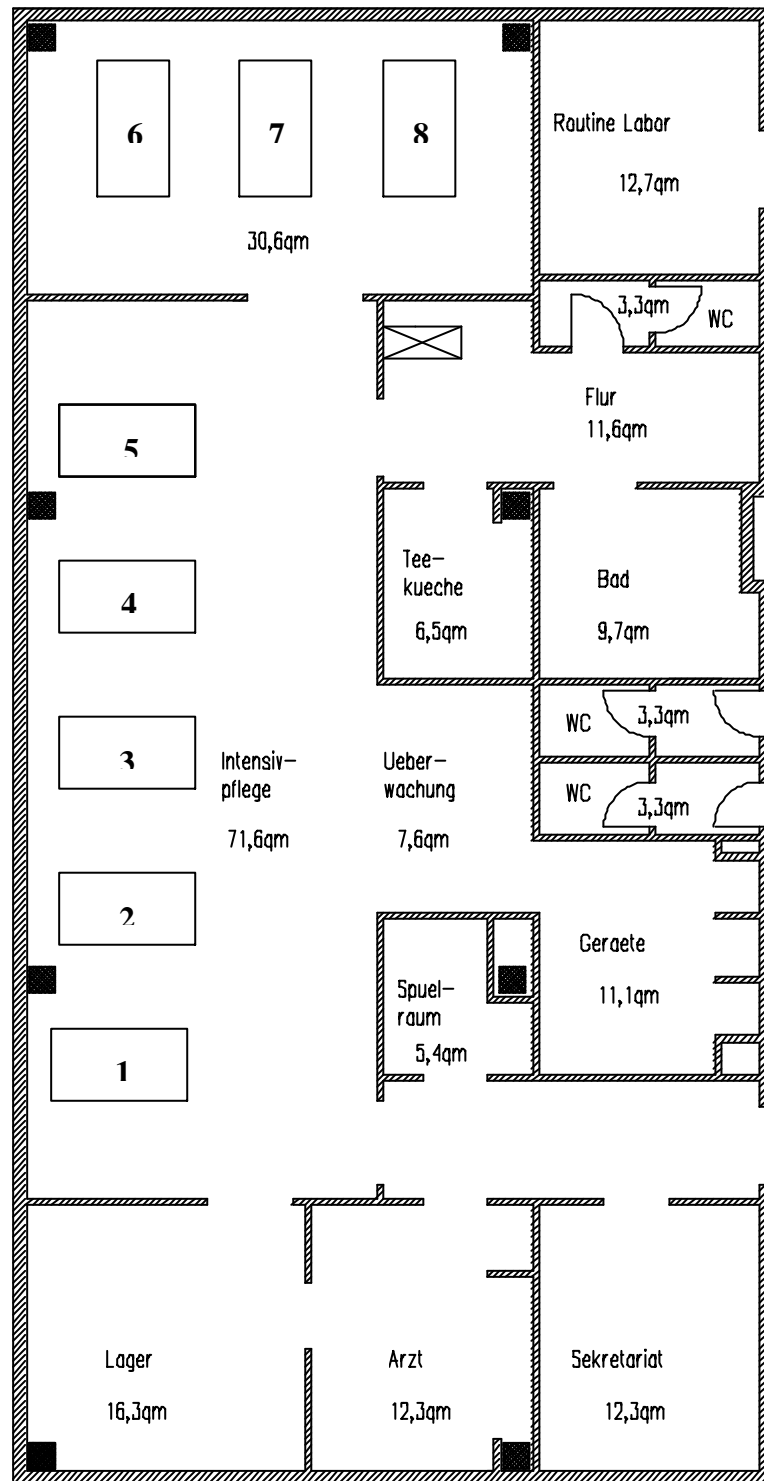 6
7
8
30,6qm
Routine Labor
12,7qm
3,3qm
WC
Flur
11,6qm
5
4
Tee-
kueche
6,5qm
Bad
9,7qm
3
Intensiv-
pflege
71,6qm
Ueber-
wachung
7,6qm
WC
3,3qm
WC
3,3qm
2
Geraete
11,1qm
Spuel-
raum
5,4qm
1
Lager
16,3qm
Arzt
12,3qm
Sekretariat
12,3qm